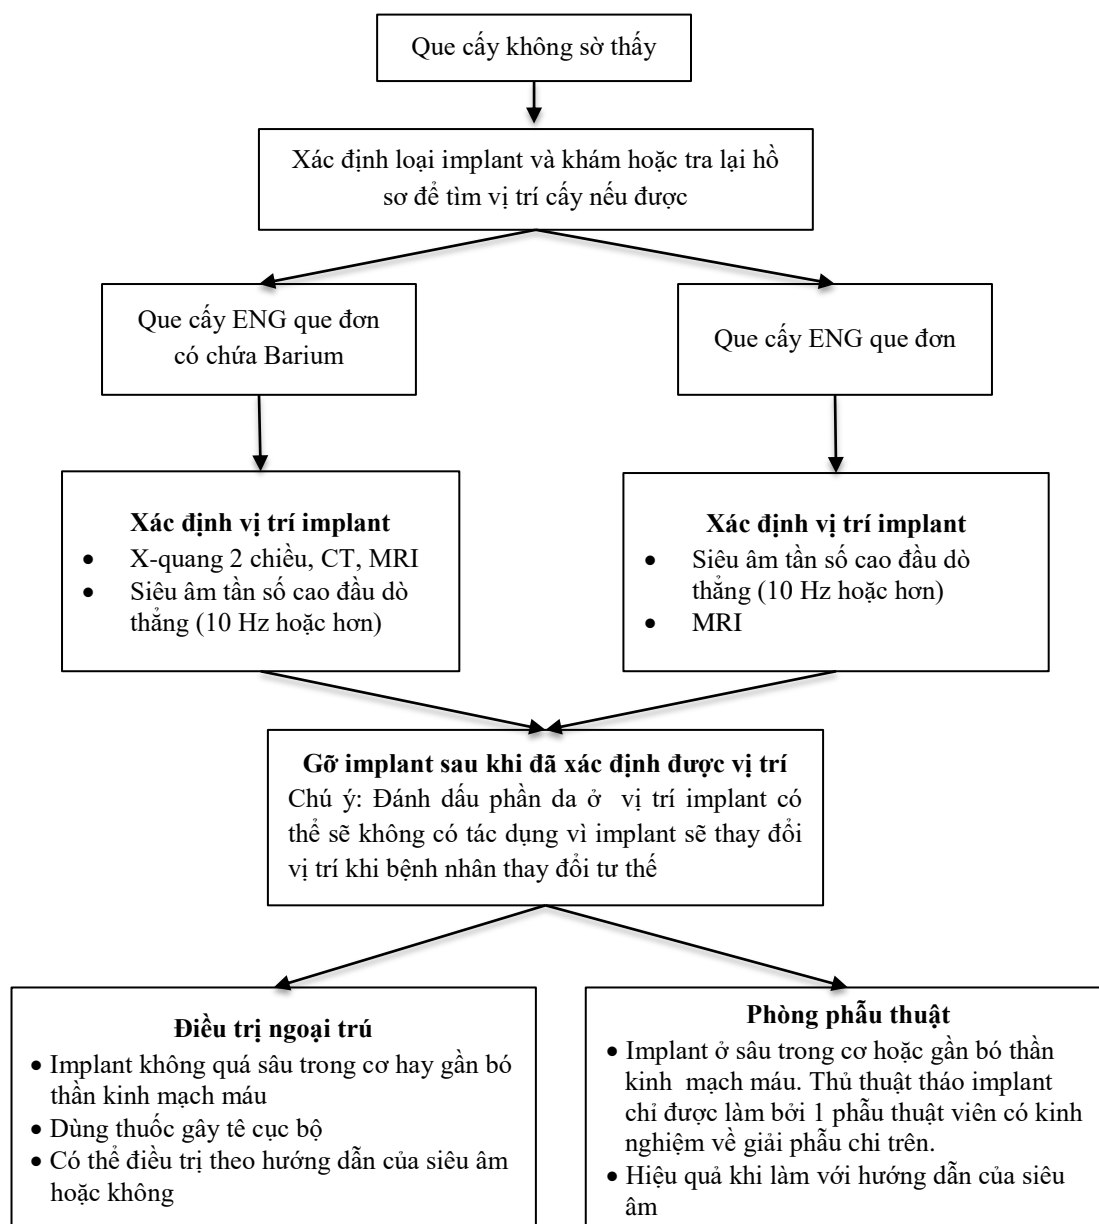 Que cấy không sờ thấy
Xác định loại implant và khám hoặc tra lại hồ
sơ để tìm vị trí cấy nếu được
Que cấy ENG que đơn
có chứa Barium
Que cấy ENG que đơn
Xác định vị trí implant
• X-quang 2 chiều, CT, MRI
• Siêu âm tần số cao đầu dò
thẳng (10 Hz hoặc hơn)
Xác định vị trí implant
• Siêu âm tần số cao đầu dò
thẳng (10 Hz hoặc hơn)
• MRI
Gỡ implant sau khi đã xác định được vị trí
Chú ý: Đánh dấu phần da ở vị trí implant có
thể sẽ không có tác dụng vì implant sẽ thay đổi
vị trí khi bệnh nhân thay đổi tư thế
Điều trị ngoại trú
• Implant không quá sâu trong cơ hay gần bó
thần kinh mạch máu
• Dùng thuốc gây tê cục bộ
• Có thể điều trị theo hướng dẫn của siêu âm
hoặc không
Phòng phẫu thuật
• Implant ở sâu trong cơ hoặc gần bó thần
kinh mạch máu. Thủ thuật tháo implant
chỉ được làm bởi 1 phẫu thuật viên có kinh
nghiệm về giải phẫu chi trên.
• Hiệu quả khi làm với hướng dẫn của siêu
âm